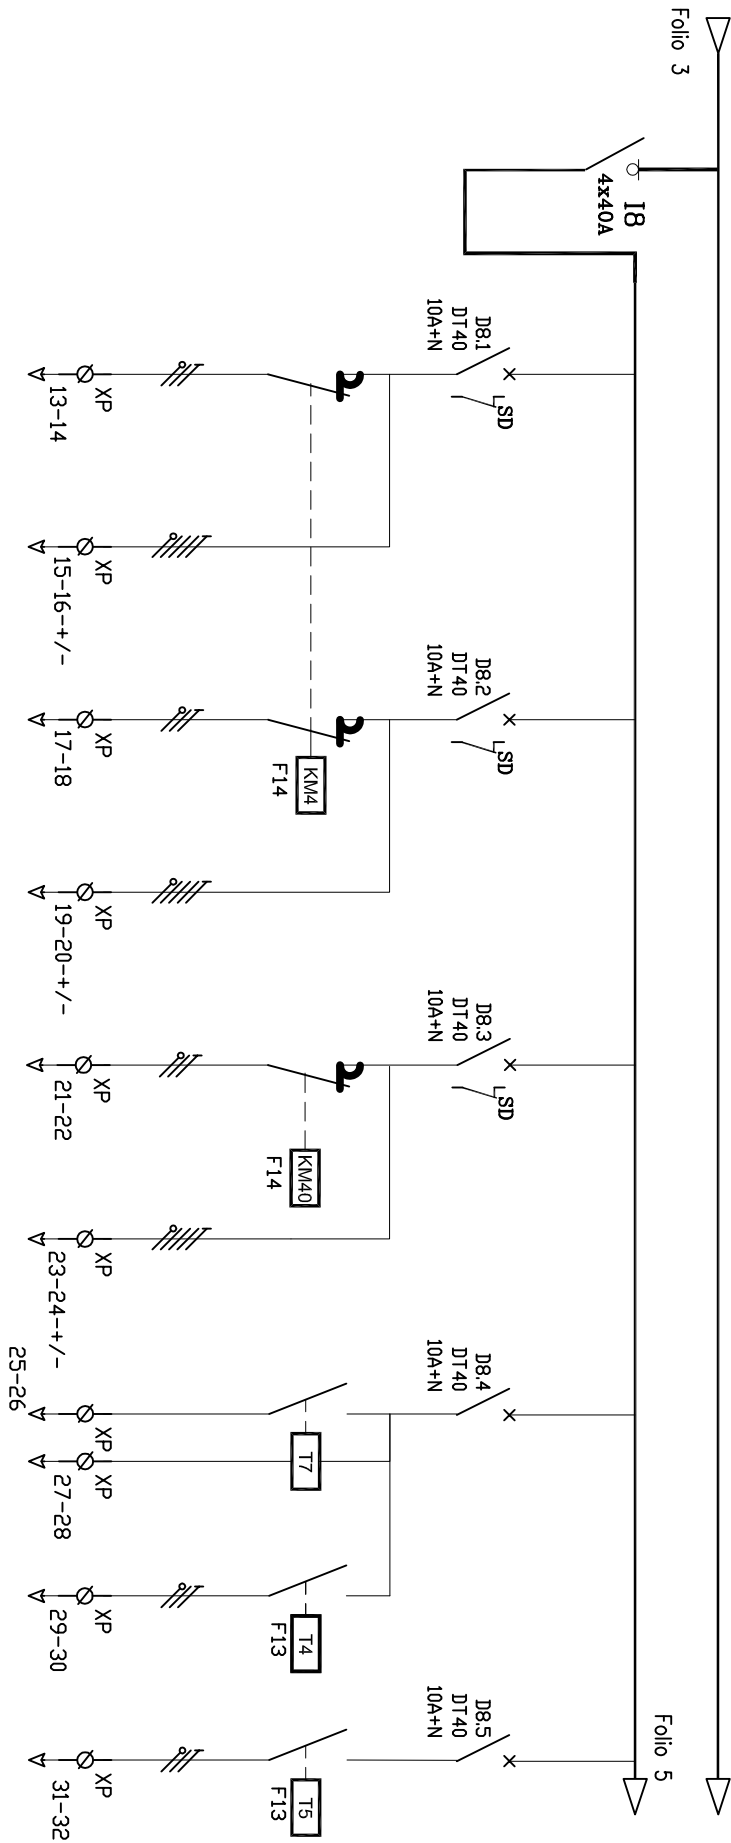 Folio 3
I8
4x40A
D8.1
DT40
10A+N
SD
XP
13-14
XP
15-16-+/-
D8.2
DT40
10A+N
SD
KM4
F14
XP
17-18
XP
19-20-+/-
D8.3
DT40
10A+N
SD
KM40
F14
XP
21-22
XP
23-24-+/-
D8.4
DT40
10A+N
T7
XP
25-26
XP
27-28
T4
F13
XP
29-30
D8.5
DT40
10A+N
T5
F13
XP
31-32
Folio 5